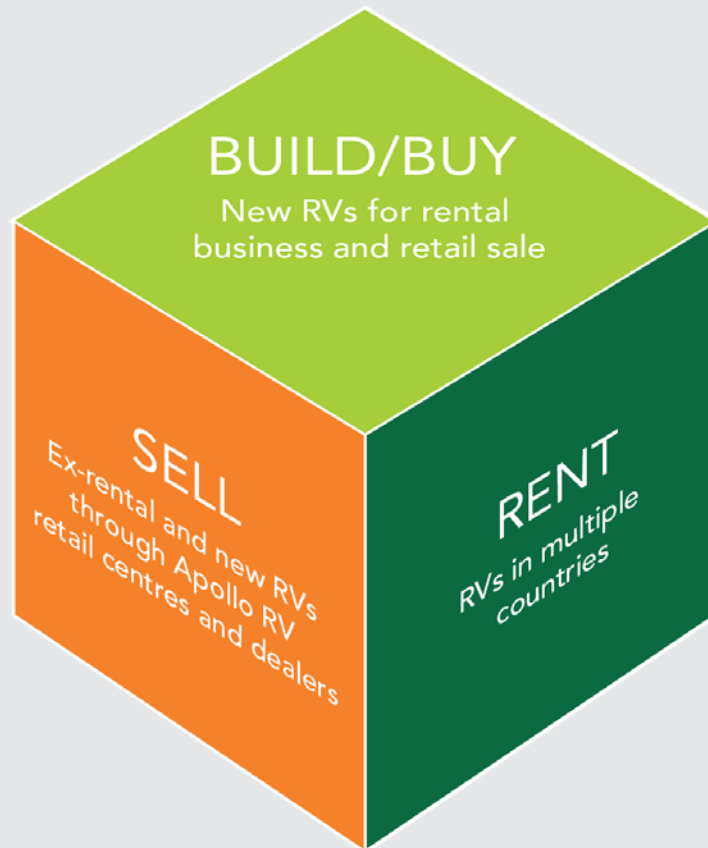 BUILD/BUY
New RVs for rental
business and retail sale
SELL
Ex-rental and new RVs
through Apollo RV
retail centres and dealers
RENT
RVs in multiple
countries